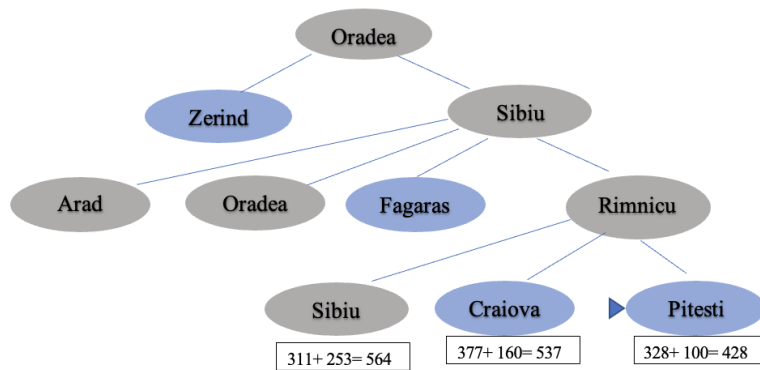 Oradea
Zerind
Sibiu
Arad
Oradea
Fagaras
Rimnicu
Sibiu
Craiova
Pitesti
311+ 253= 564
377+ 160= 537
328+ 100= 428